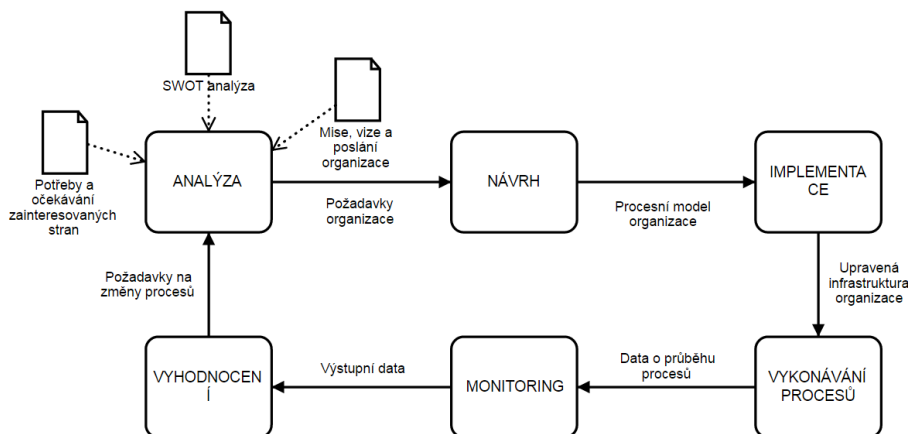 SWOT analýza
Mise, vize a
poslání
organizace
Potřeby a
očekávání
zainteresovaných
stran
ANALÝZA
Požadavky
organizace
NÁVRH
Procesní model
organizace
IMPLEMENTA
CE
Upravená
infrastruktura
organizace
VYKONÁVÁNÍ
PROCESŮ
Data o průběhu
procesů
MONITORING
Výstupní data
VYHODNOCEN
Í
Požadavky na
změny procesů